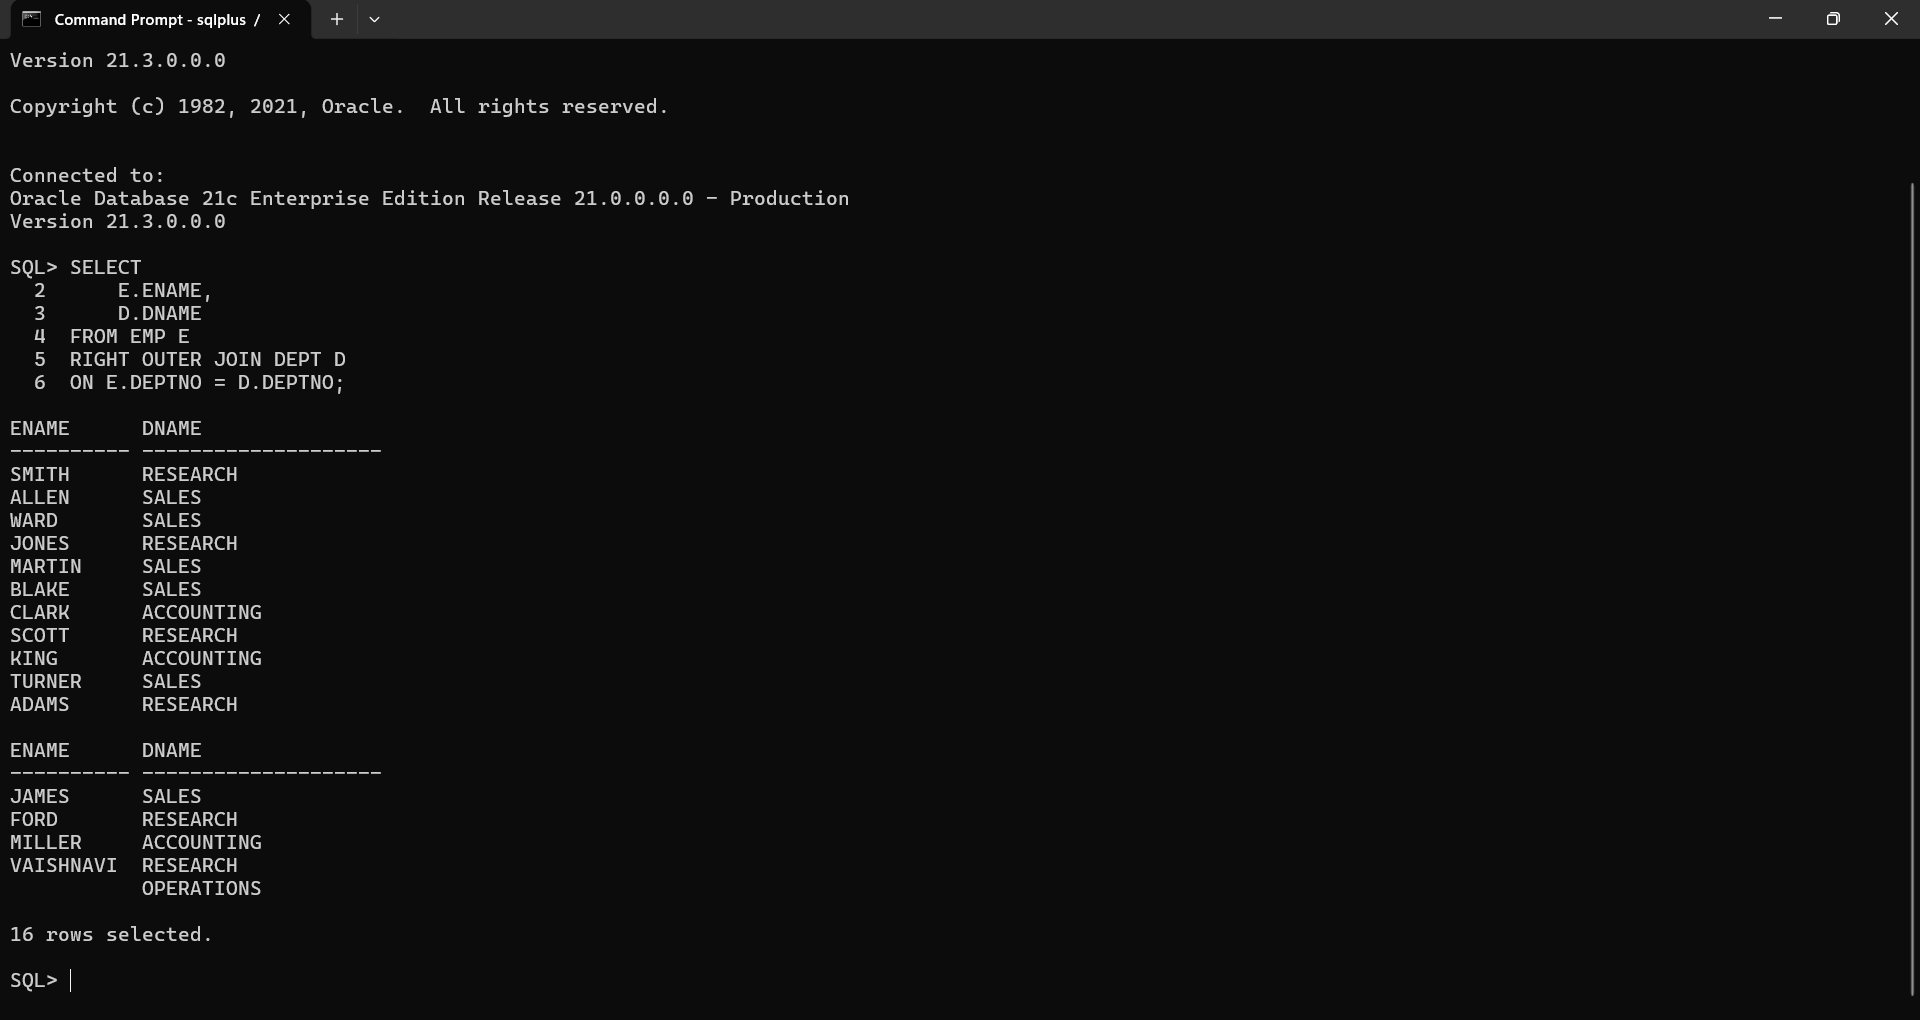 Command Prompt - sqlplus /
Version 21.3.0.0.0
Copyright (c) 1982, 2021, Oracle.  All rights reserved.
Connected to:
Oracle Database 21c Enterprise Edition Release 21.0.0.0.0 - Production
Version 21.3.0.0.0
SQL> SELECT
  2      E.ENAME,
  3      D.DNAME
  4  FROM EMP E
  5  RIGHT OUTER JOIN DEPT D
  6  ON E.DEPTNO = D.DEPTNO;
ENAME      DNAME
---------- --------------------
SMITH      RESEARCH
ALLEN      SALES
WARD       SALES
JONES      RESEARCH
MARTIN     SALES
BLAKE      SALES
CLARK      ACCOUNTING
SCOTT      RESEARCH
KING       ACCOUNTING
TURNER     SALES
ADAMS      RESEARCH
ENAME      DNAME
---------- --------------------
JAMES      SALES
FORD       RESEARCH
MILLER     ACCOUNTING
VAISHNAVI  RESEARCH
           OPERATIONS
16 rows selected.
SQL>